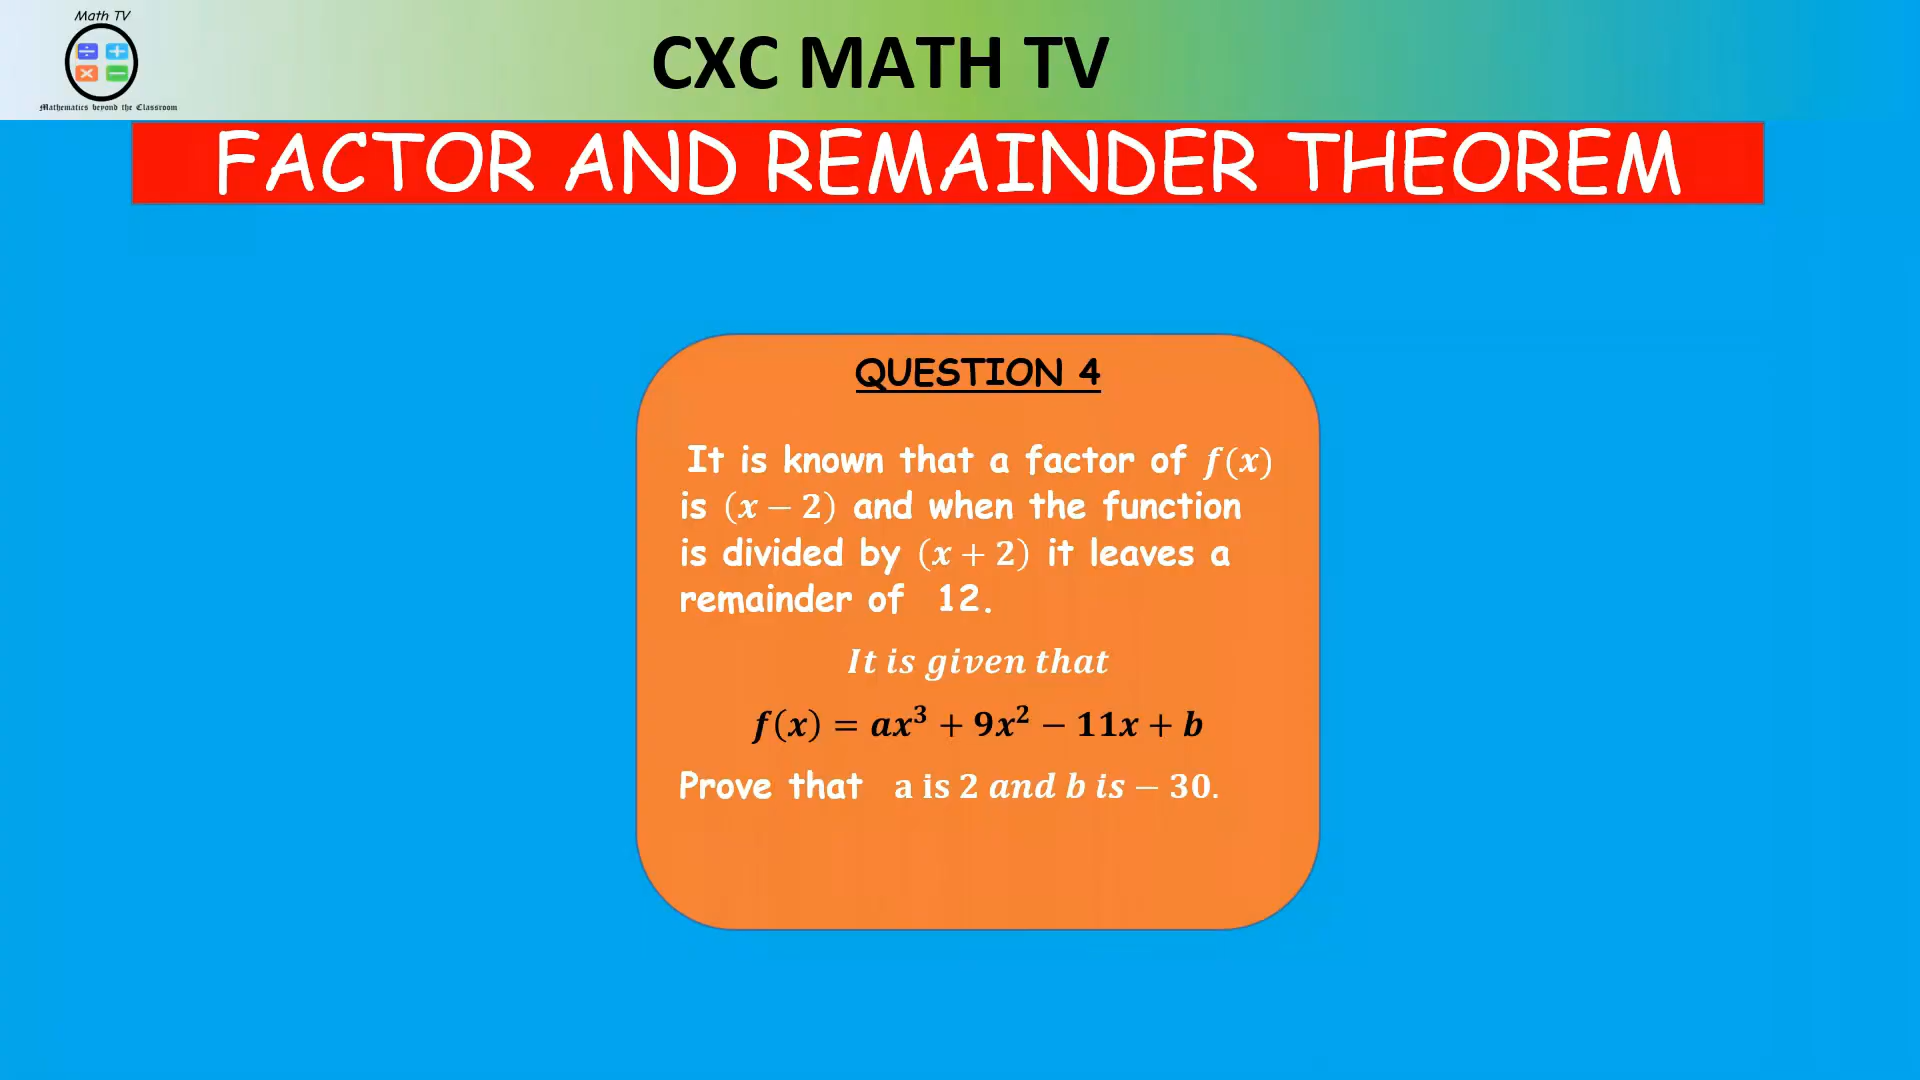 Math TV
Mathematics beyond the Classroom
CXC MATH TV
FACTOR AND REMAINDER THEOREM
QUESTION 4
It is known that a factor of f(x)
is (x − 2) and when the function
is divided by (x + 2) it leaves a
remainder of 12.
It is given that
f(x) = ax³ + 9x² − 11x + b
Prove that a is 2 and b is − 30.